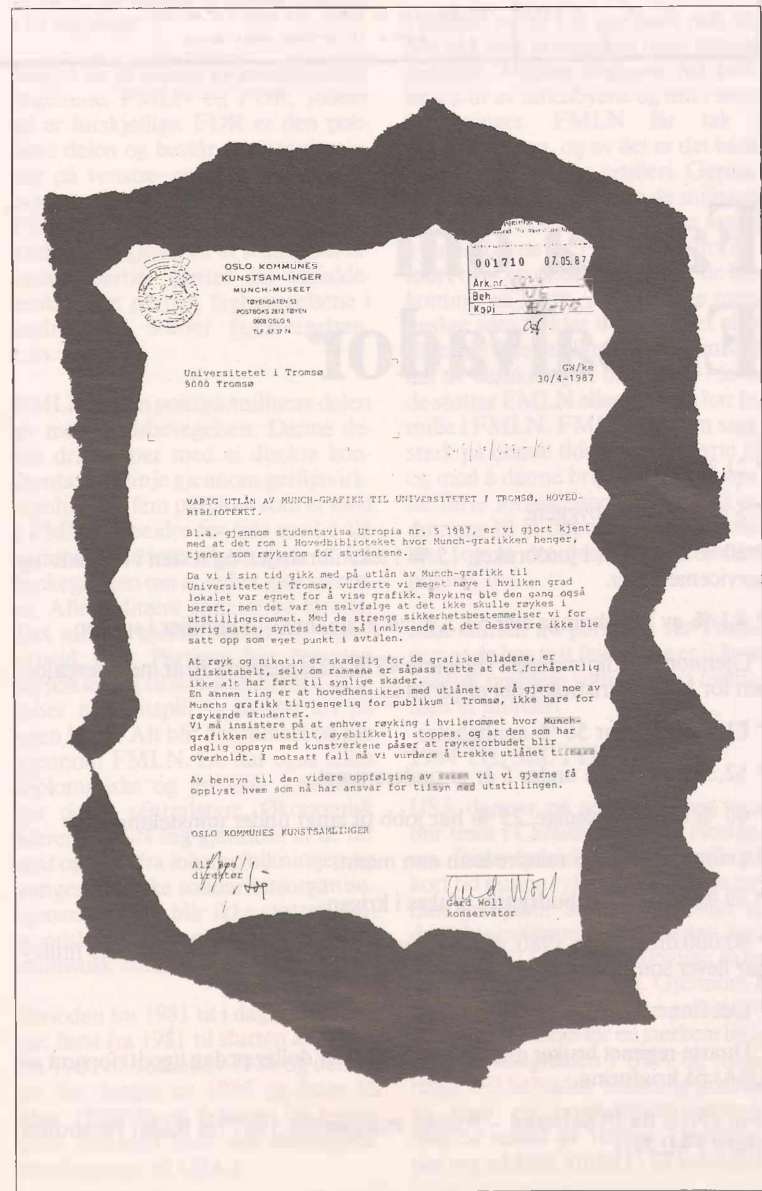 OSLO KOMMUNES
KUNSTSAMLINGER
MUNCH-MUSEET
TØYENGATEN 53
POSTBOKS 2812 TØYEN
0608 OSLO 6
TLF 67 37 74
001710 07.05.87
Ark.nr.
Beh.
Kopi
Universitetet i Tromsø
9000 Tromsø
GW/ke
30/4-1987
VARIG UTLÅN AV MUNCH-GRAFIKK TIL UNIVERSITETET I TROMSØ, HOVED-
BIBLIOTEKET.
Bl.a. gjennom studentavisa Utropia nr. 5 1987, er vi gjort kjent
med at det rom i Hovedbiblioteket hvor Munch-grafikken henger,
tjener som røykerom for studentene.
Da vi i sin tid gikk med på utlån av Munch-grafikk til
Universitetet i Tromsø, vurderte vi meget nøye i hvilken grad
lokalet var egnet for å vise grafikk. Røyking ble den gang også
berørt, men det var en selvfølge at det ikke skulle røykes i
utstillingsrommet. Med de strenge sikkerhetsbestemmelser vi for
øvrig satte, syntes dette så innlysende at det dessverre ikke ble
satt opp som eget punkt i avtalen.
At røyk og nikotin er skadelig for de grafiske bladene, er
udiskutabelt, selv om rammene er såpass tette at det forhåpentlig
ikke alt har ført til synlige skader.
En annen ting er at hovedhensikten med utlånet var å gjøre noe av
Munchs grafikk tilgjengelig for publikum i Tromsø, ikke bare for
røykende studenter.
Vi må insistere på at enhver røyking i hvilerommet hvor Munch-
grafikken er utstilt, øyeblikkelig stoppes, og at den som har
daglig oppsyn med kunstverkene påser at røykeforbudet blir
overholdt. I motsatt fall må vi vurdere å trekke utlånet
Av hensyn til den videre oppfølging av saken vil vi gjerne få
opplyst hvem som nå har ansvar for tilsyn med utstillingen.
OSLO KOMMUNES KUNSTSAMLINGER
Alf Bøe
direktør
Gerd Woll
Gerd Woll
konservator